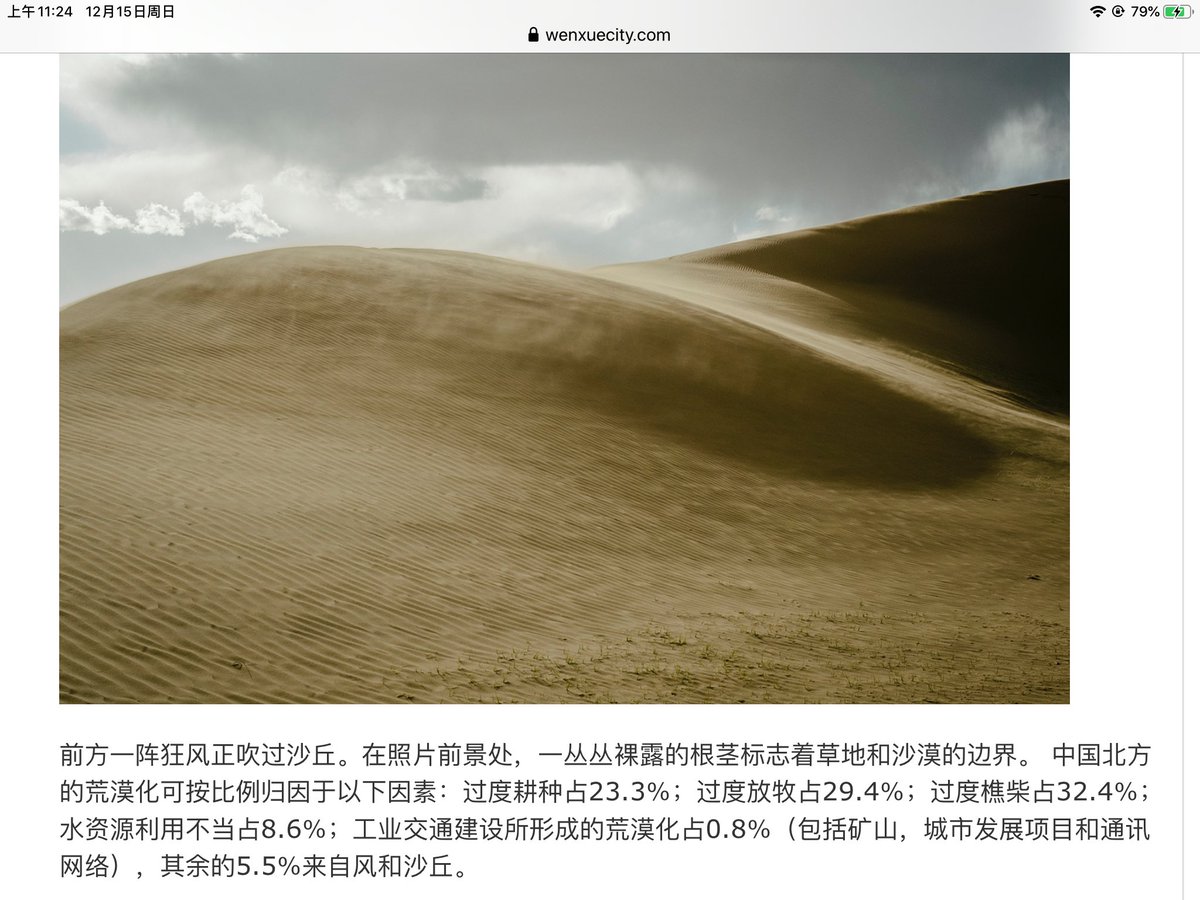 上午11:24 12月15日周日
79%
wenxuecity.com
前方一阵狂风正吹过沙丘。在照片前景处，一丛丛裸露的根茎标志着草地和沙漠的边界。 中国北方
的荒漠化可按比例归因于以下因素：过度耕种占23.3%；过度放牧占29.4%；过度樵柴占32.4%；
水资源利用不当占8.6%；工业交通建设所形成的荒漠化占0.8%（包括矿山，城市发展项目和通讯
网络），其余的5.5%来自风和沙丘。